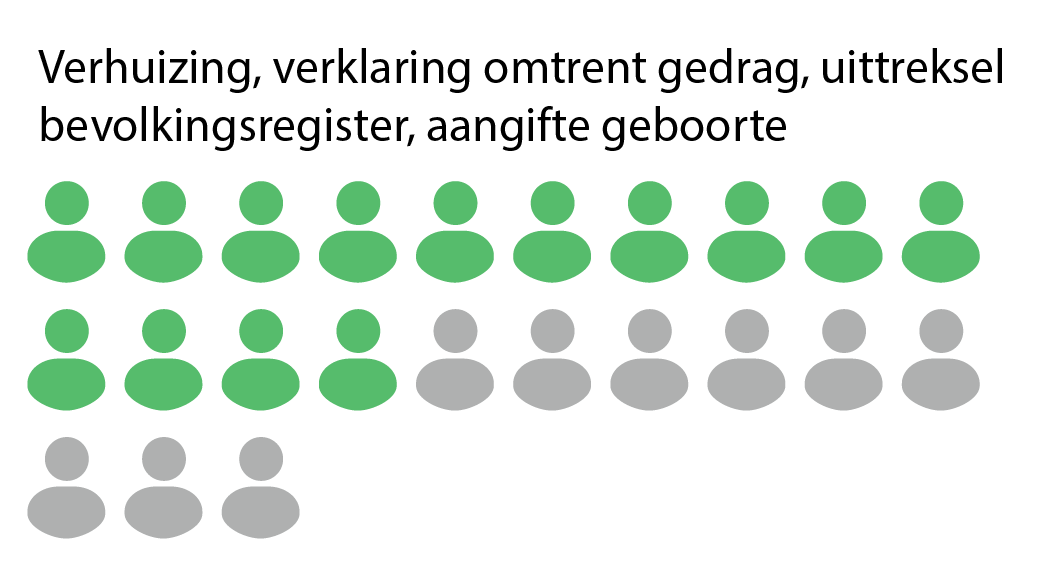 Verhuizing, verklaring omtrent gedrag, uittreksel
bevolkingsregister, aangifte geboorte